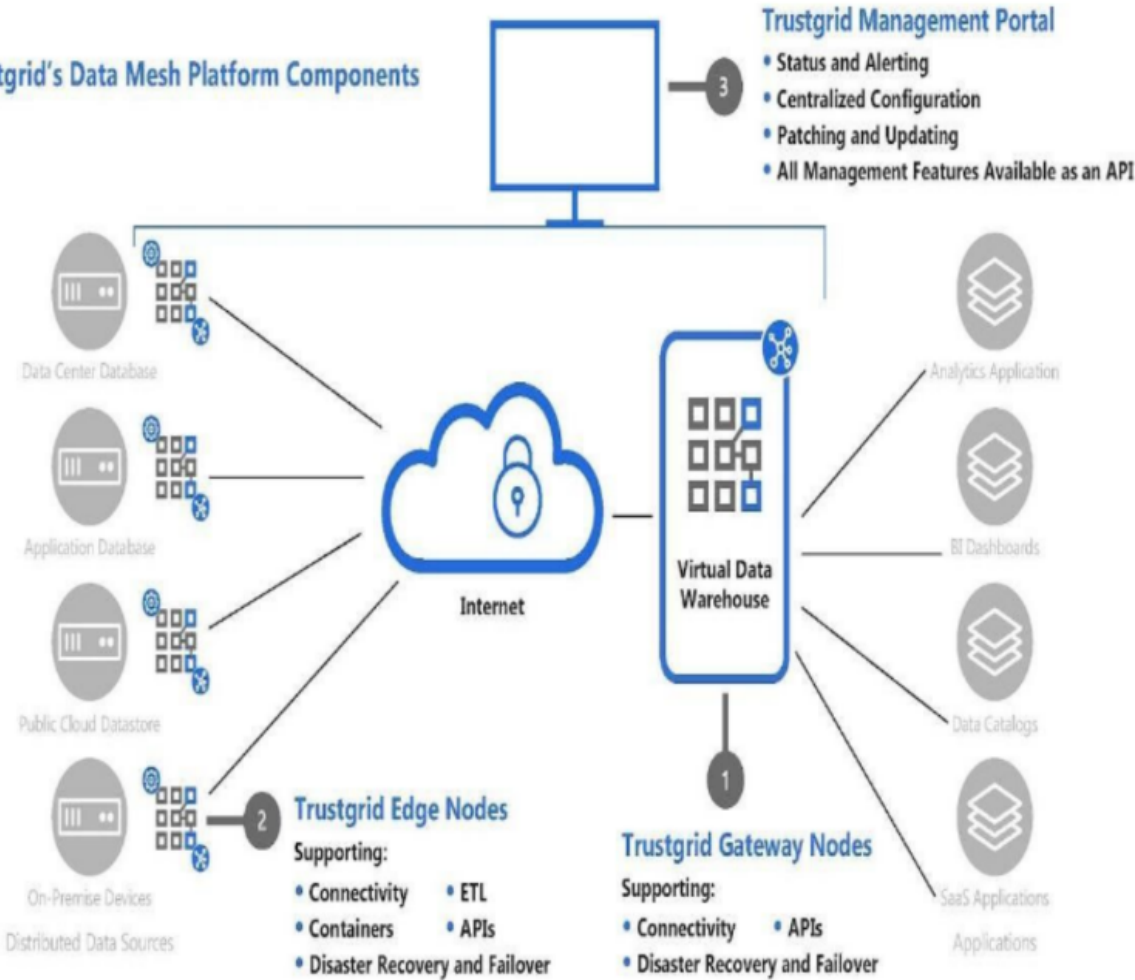 tgrid's Data Mesh Platform Components
Trustgrid Management Portal
• Status and Alerting
• Centralized Configuration
• Patching and Updating
• All Management Features Available as an API
3
Data Center Database
Application Database
Public Cloud Datastore
On-Premise Devices
Distributed Data Sources
Internet
Virtual Data
Warehouse
Analytics Application
BI Dashboards
Data Catalogs
SaaS Applications
Applications
2
Trustgrid Edge Nodes
Supporting:
• Connectivity • ETL
• Containers • APIs
• Disaster Recovery and Failover
1
Trustgrid Gateway Nodes
Supporting:
• Connectivity • APIs
• Disaster Recovery and Failover